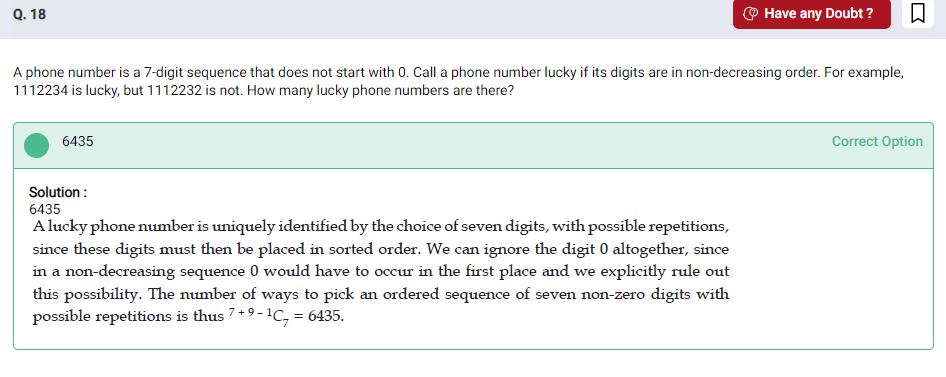 Q. 18
Have any Doubt ?
A phone number is a 7-digit sequence that does not start with 0. Call a phone number lucky if its digits are in non-decreasing order. For example,
1112234 is lucky, but 1112232 is not. How many lucky phone numbers are there?
6435
Correct Option
Solution :
6435
A lucky phone number is uniquely identified by the choice of seven digits, with possible repetitions,
since these digits must then be placed in sorted order. We can ignore the digit 0 altogether, since
in a non-decreasing sequence 0 would have to occur in the first place and we explicitly rule out
this possibility. The number of ways to pick an ordered sequence of seven non-zero digits with
possible repetitions is thus ⁷⁺⁹⁻¹C₇ = 6435.